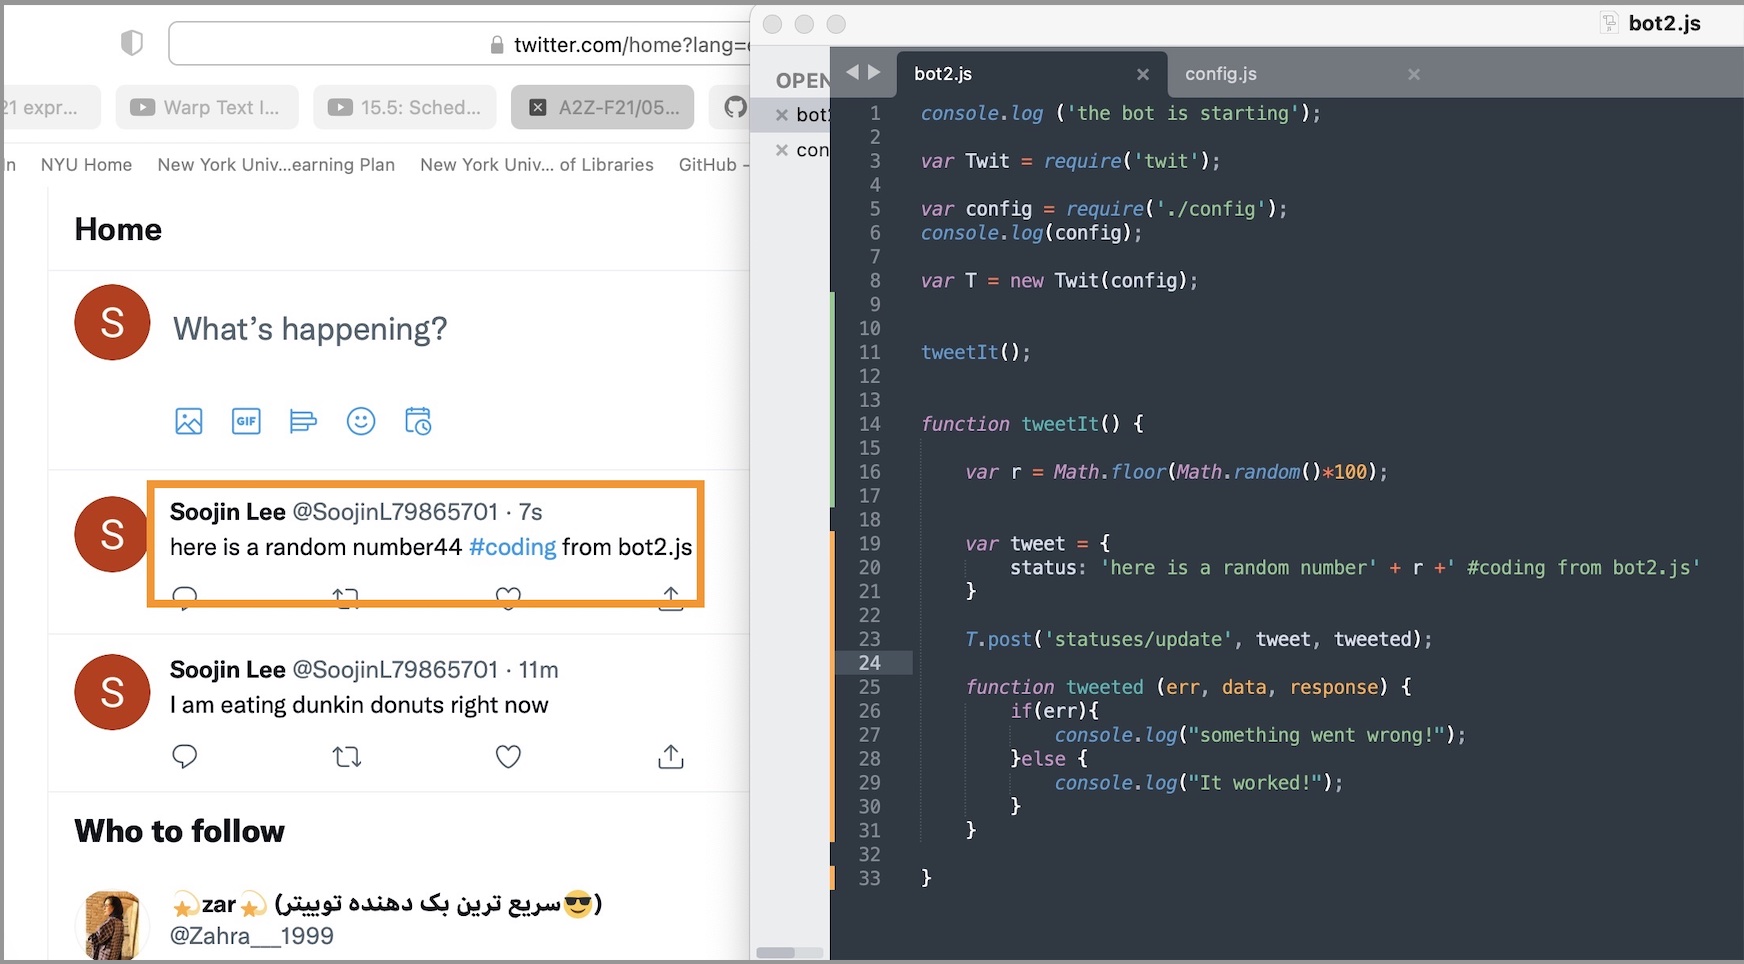 twitter.com/home?lang=
21 expr...
Warp Text I...
15.5: Sched...
A2Z-F21/05...
NYU Home
New York Univ...earning Plan
New York Univ... of Libraries
GitHub -
Home
S
What's happening?
GIF
S
Soojin Lee @SoojinL79865701 · 7s
here is a random number44 #coding from bot2.js
S
Soojin Lee @SoojinL79865701 · 11m
I am eating dunkin donuts right now
Who to follow
💫zar💫 (سریع ترین بک دهنده توییتر😎)
@Zahra___1999
bot2.js
OPEN
bot2
con
bot2.js
config.js
1 console.log ('the bot is starting');
2
3 var Twit = require('twit');
4
5 var config = require('./config');
6 console.log(config);
7
8 var T = new Twit(config);
9
10
11 tweetIt();
12
13
14 function tweetIt() {
15
16 var r = Math.floor(Math.random()*100);
17
18
19 var tweet = {
20 status: 'here is a random number' + r +' #coding from bot2.js'
21 }
22
23 T.post('statuses/update', tweet, tweeted);
24
25 function tweeted (err, data, response) {
26 if(err){
27 console.log("something went wrong!");
28 }else {
29 console.log("It worked!");
30 }
31 }
32
33 }